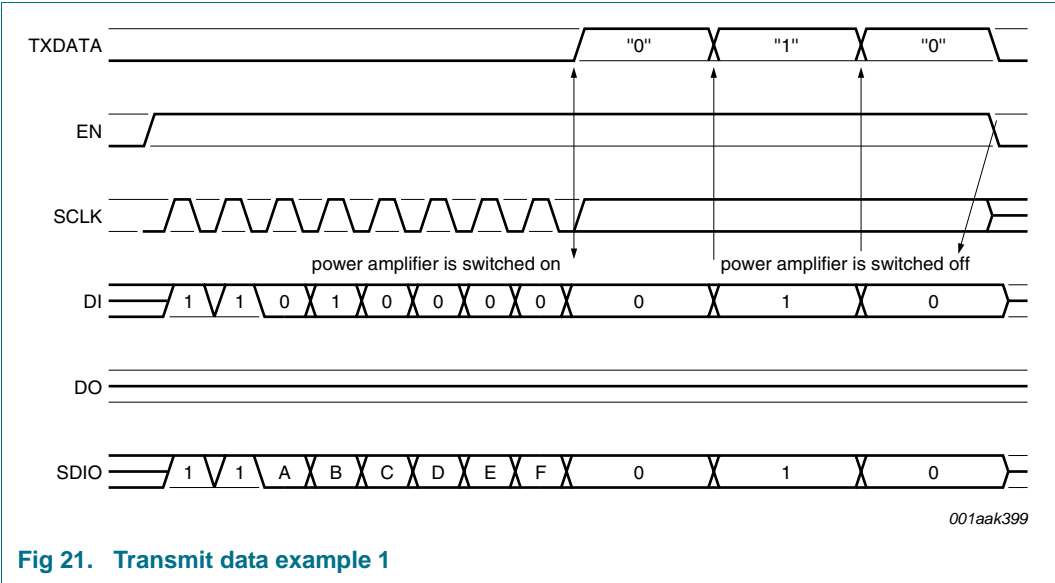 TXDATA "0" "1" "0"
EN
SCLK
power amplifier is switched on power amplifier is switched off
DI 1 1 0 1 0 0 0 0 0 1 0
DO
SDIO 1 1 A B C D E F 0 1 0
001aak399
Fig 21. Transmit data example 1